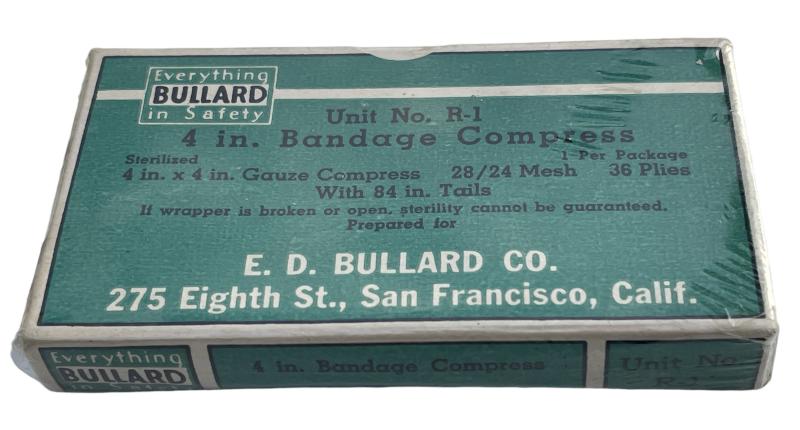 Everything
BULLARD
in Safety
Unit No. R-1
4 in. Bandage Compress
Sterilized
1 Per Package
4 in. x 4 in. Gauze Compress 28/24 Mesh 36 Plies
With 84 in. Tails
If wrapper is broken or open, sterility cannot be guaranteed.
Prepared for
E. D. BULLARD CO.
275 Eighth St., San Francisco, Calif.
Everything
BULLARD
in Safety
4 in. Bandage Compress
Unit No.
R-1